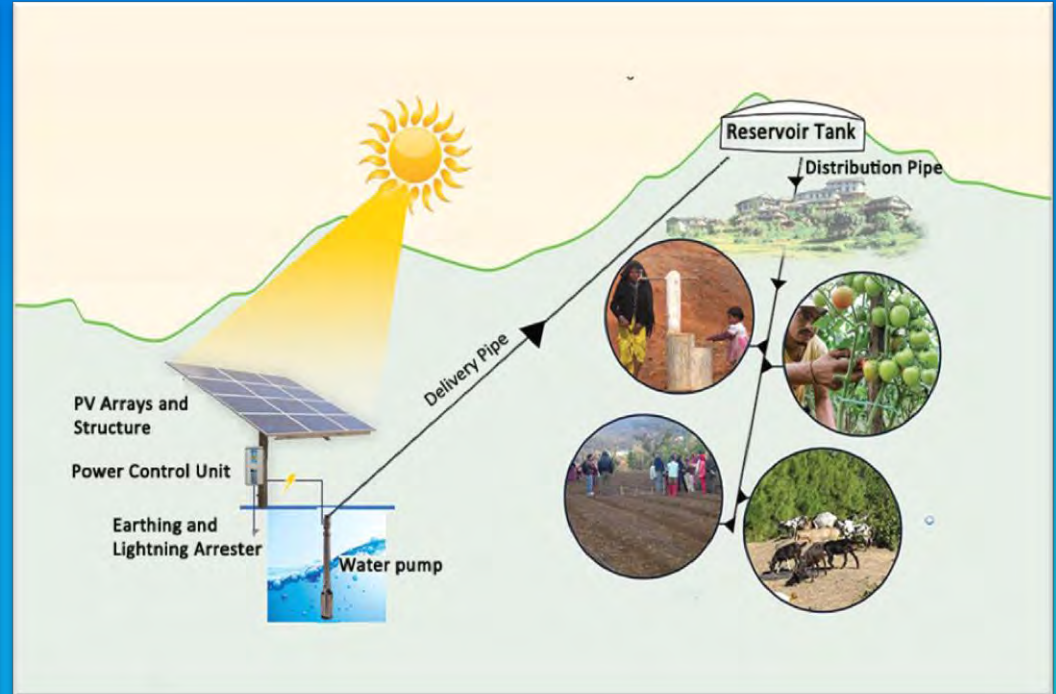 Reservoir Tank
Distribution Pipe
Delivery Pipe
PV Arrays and
Structure
Power Control Unit
Earthing and
Lightning Arrester
Water pump